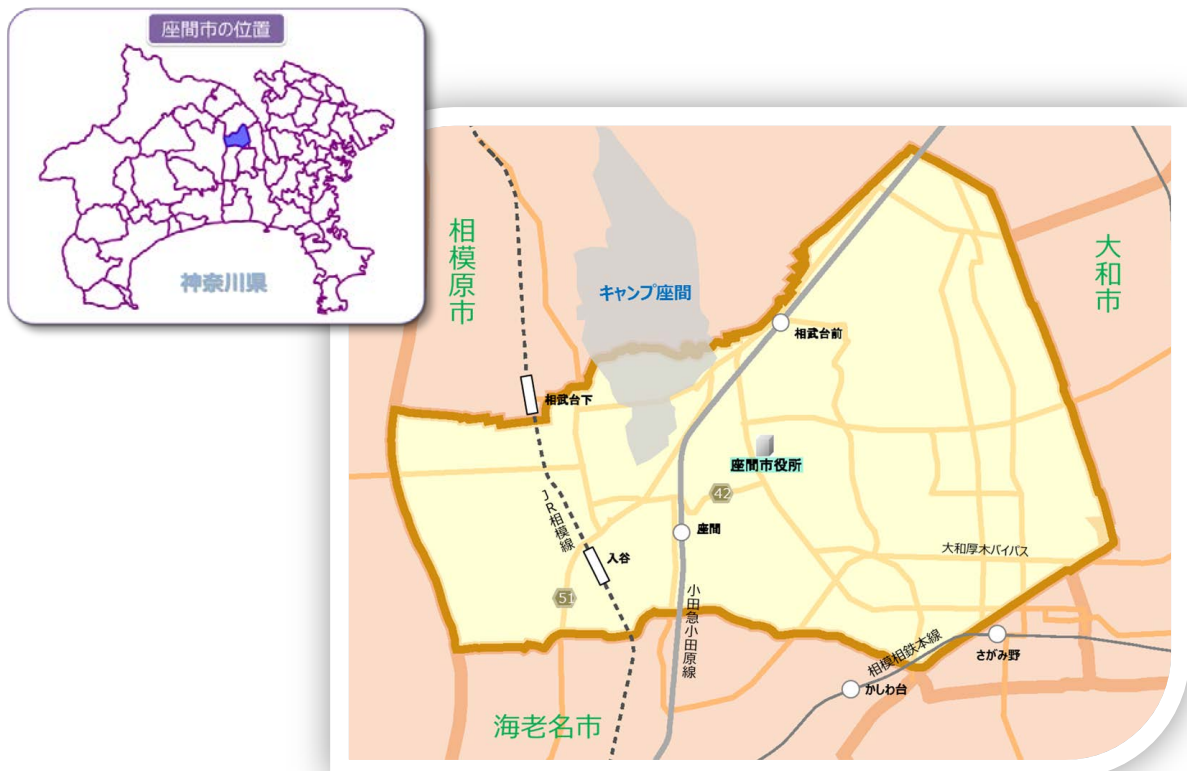 座間市の位置
神奈川県
相模原市
キャンプ座間
大和市
相武台前
相武台下
座間市役所
42
JR相模線
座間
大和厚木バイパス
入谷
51
小田急小田原線
相模相鉄本線
さがみ野
かしわ台
海老名市